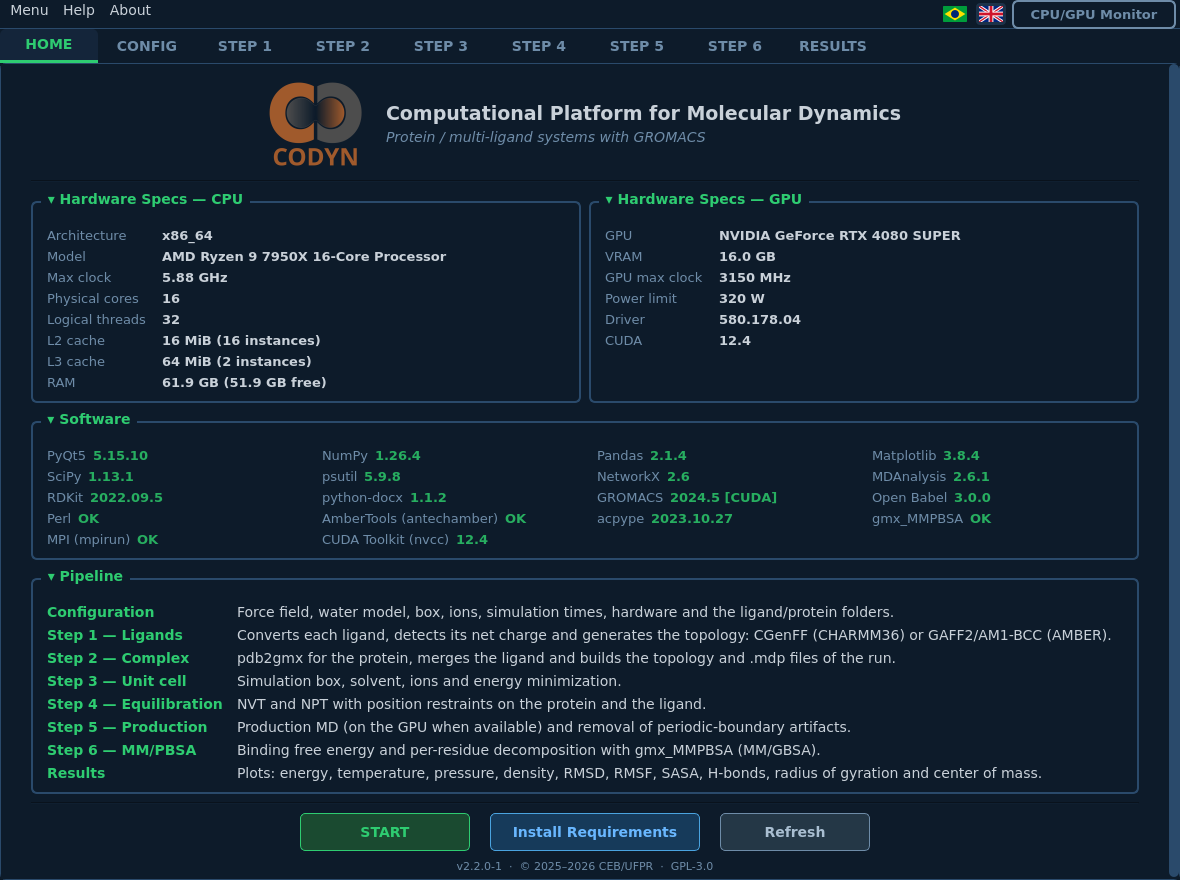 Menu Help About
CPU/GPU Monitor
HOME CONFIG STEP 1 STEP 2 STEP 3 STEP 4 STEP 5 STEP 6 RESULTS
CODYN
Computational Platform for Molecular Dynamics
Protein / multi-ligand systems with GROMACS
▾ Hardware Specs — CPU
Architecture x86_64
Model AMD Ryzen 9 7950X 16-Core Processor
Max clock 5.88 GHz
Physical cores 16
Logical threads 32
L2 cache 16 MiB (16 instances)
L3 cache 64 MiB (2 instances)
RAM 61.9 GB (51.9 GB free)
▾ Hardware Specs — GPU
GPU NVIDIA GeForce RTX 4080 SUPER
VRAM 16.0 GB
GPU max clock 3150 MHz
Power limit 320 W
Driver 580.178.04
CUDA 12.4
▾ Software
PyQt5 5.15.10 NumPy 1.26.4 Pandas 2.1.4 Matplotlib 3.8.4
SciPy 1.13.1 psutil 5.9.8 NetworkX 2.6 MDAnalysis 2.6.1
RDKit 2022.09.5 python-docx 1.1.2 GROMACS 2024.5 [CUDA] Open Babel 3.0.0
Perl OK AmberTools (antechamber) OK acpype 2023.10.27 gmx_MMPBSA OK
MPI (mpirun) OK CUDA Toolkit (nvcc) 12.4
▾ Pipeline
Configuration Force field, water model, box, ions, simulation times, hardware and the ligand/protein folders.
Step 1 — Ligands Converts each ligand, detects its net charge and generates the topology: CGenFF (CHARMM36) or GAFF2/AM1-BCC (AMBER).
Step 2 — Complex pdb2gmx for the protein, merges the ligand and builds the topology and .mdp files of the run.
Step 3 — Unit cell Simulation box, solvent, ions and energy minimization.
Step 4 — Equilibration NVT and NPT with position restraints on the protein and the ligand.
Step 5 — Production Production MD (on the GPU when available) and removal of periodic-boundary artifacts.
Step 6 — MM/PBSA Binding free energy and per-residue decomposition with gmx_MMPBSA (MM/GBSA).
Results Plots: energy, temperature, pressure, density, RMSD, RMSF, SASA, H-bonds, radius of gyration and center of mass.
START Install Requirements Refresh
v2.2.0-1 · © 2025–2026 CEB/UFPR · GPL-3.0